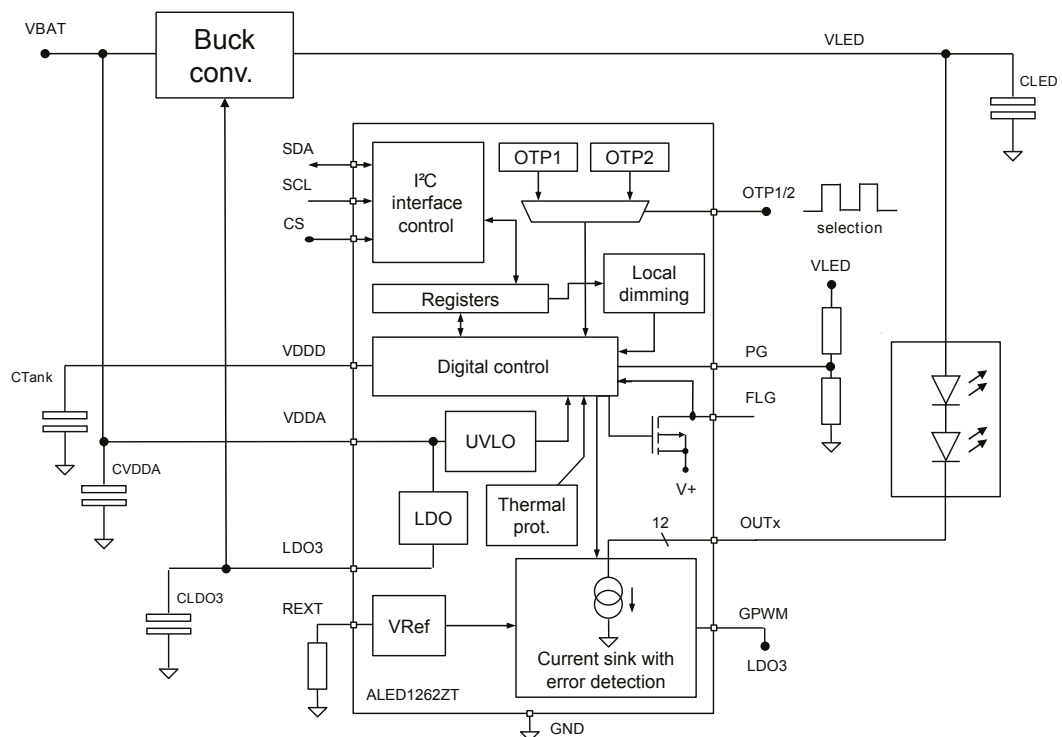 VBAT
Buck
conv.
VLED
CLED
SDA
SCL
CS
I²C
interface
control
OTP1
OTP2
OTP1/2
selection
VLED
Registers
Local
dimming
VDDD
CTank
Digital control
PG
FLG
VDDA
UVLO
V+
CVDDA
LDO
Thermal
prot.
12
OUTx
LDO3
CLDO3
REXT
VRef
GPWM
LDO3
Current sink with
error detection
ALED1262ZT
GND